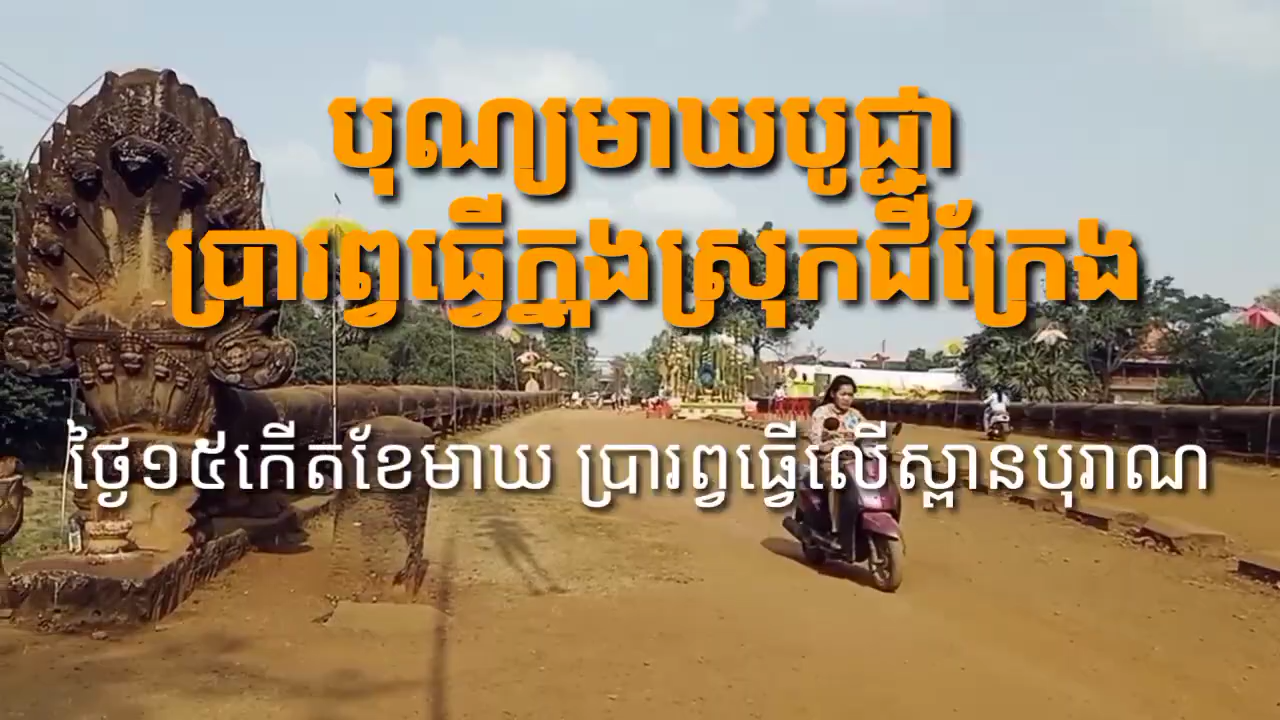 បុណ្យមាឃបូជ្ជា
ប្រារព្ធធ្វើក្នុងស្រុកជីក្រែង
ថ្ងៃ១៥កើតខែមាឃ ប្រារព្ធធ្វើលើស្ពានបុរាណ